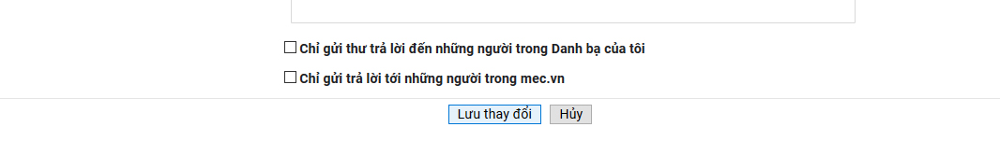 Chỉ gửi thư trả lời đến những người trong Danh bạ của tôi
Chỉ gửi trả lời tới những người trong mec.vn
Lưu thay đổi Hủy